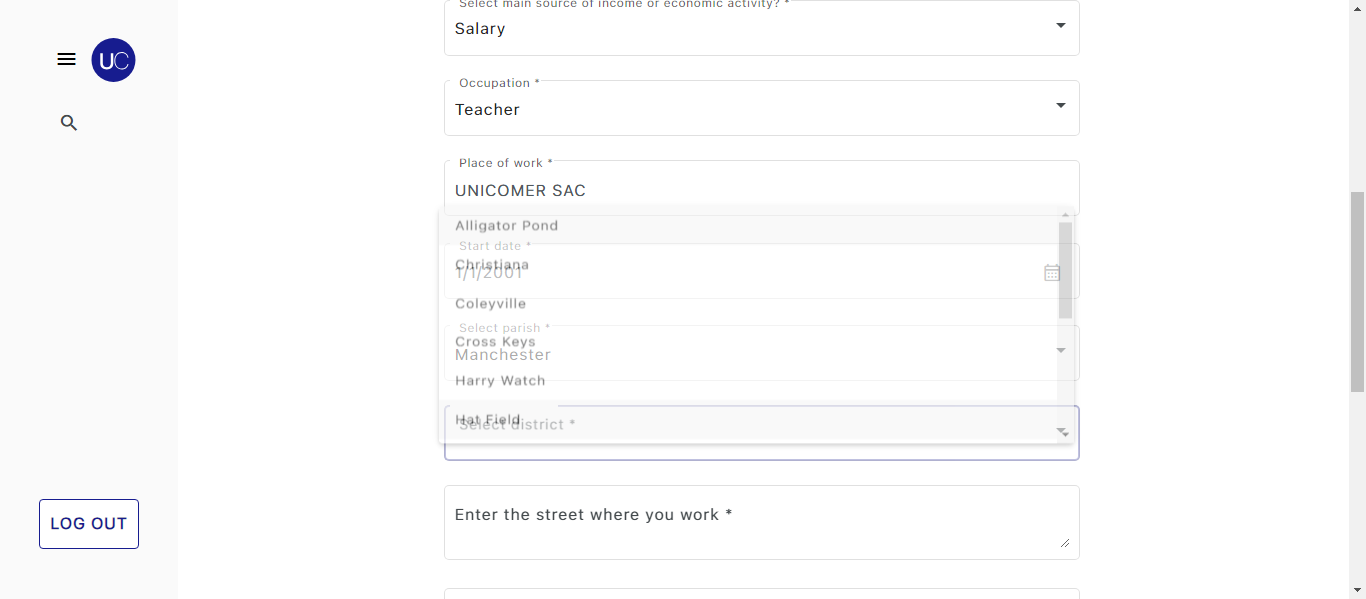 Select main source of income or economic activity? *
Salary
UC
Occupation *
Teacher
Place of work *
UNICOMER SAC
Alligator Pond
Start date *
Christiana
1/1/2001
Coleyville
Select parish *
Cross Keys
Manchester
Harry Watch
Hat Field
Select district *
Enter the street where you work *
LOG OUT